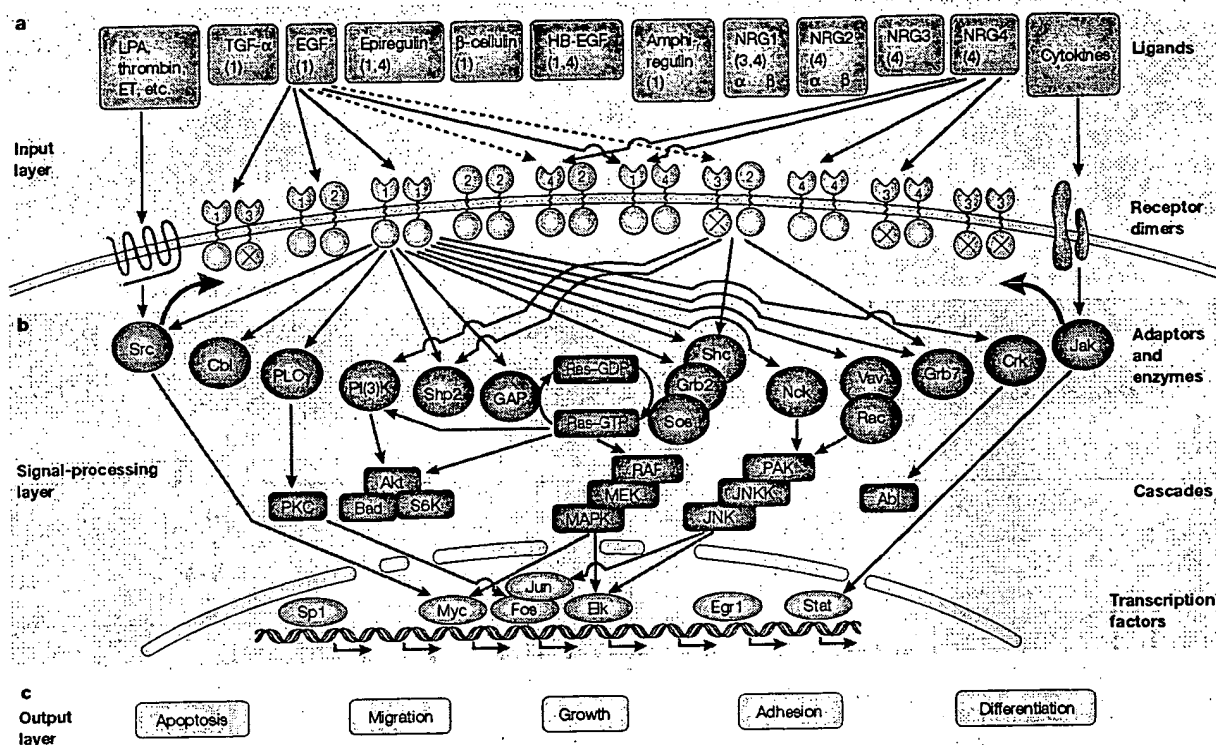 a
LPA,
thrombin,
ET, etc.
TGF-α
(1)
EGF
(1)
Epiregulin
(1,4)
β-cellulin
(1)
HB-EGF
(1,4)
Amphi-
regulin
(1)
NRG1
(3,4)
α β
NRG2
(4)
α β
NRG3
(4)
NRG4
(4)
Cytokines
Ligands
Input
layer
1 3
1 2
1 1
2 2
4 2
1 4
3 2
4 4
3 4
3 3
Receptor
dimers
b
Src
Cbl
PLCγ
PI(3)K
Shp2
GAP
Ras–GDP
Ras–GTP
Shc
Grb2
Sos
Nck
Vav
Rac
Grb7
Crk
Jak
Adaptors
and
enzymes
Signal-processing
layer
PKC
Akt
Bad
S6K
RAF
MEK
MAPK
PAK
JNKK
JNK
Abl
Cascades
Sp1
Myc
Jun
Fos
Elk
Egr1
Stat
Transcription
factors
c
Output
layer
Apoptosis
Migration
Growth
Adhesion
Differentiation